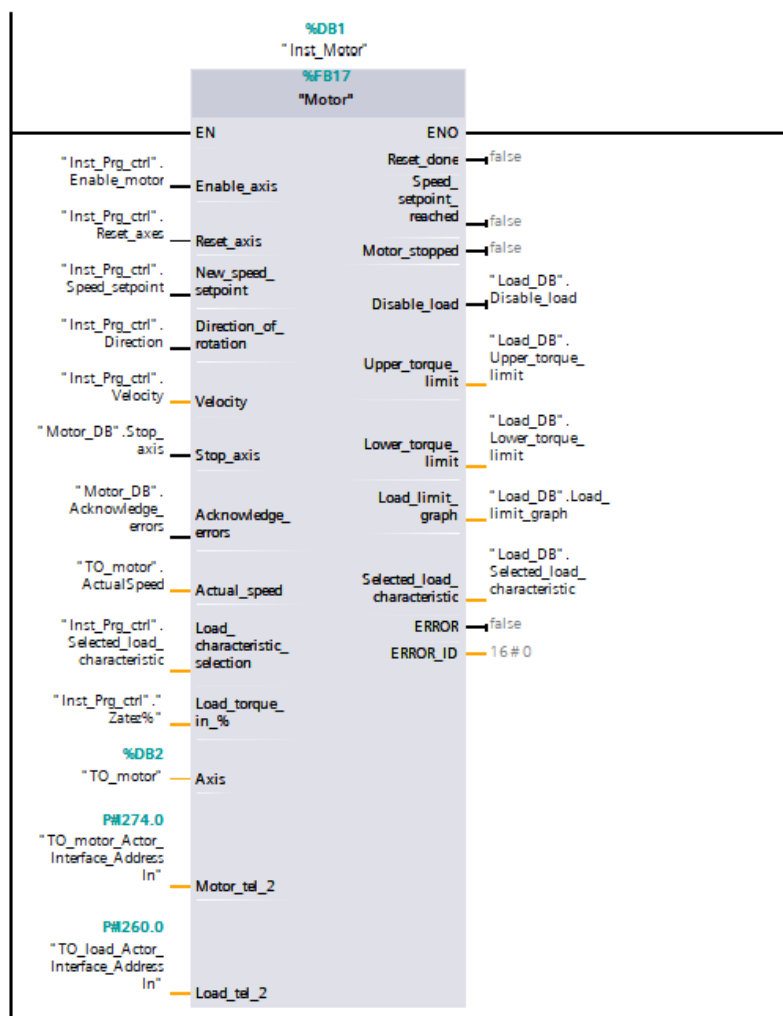 %DB1
"Inst_Motor"
%FB17
"Motor"
EN
ENO
"Inst_Prg_ctrl".
Enable_motor
Enable_axis
"Inst_Prg_ctrl".
Reset_axes
Reset_axis
"Inst_Prg_ctrl".
Speed_setpoint
New_speed_
setpoint
"Inst_Prg_ctrl".
Direction
Direction_of_
rotation
"Inst_Prg_ctrl".
Velocity
Velocity
"Motor_DB".Stop_
axis
Stop_axis
"Motor_DB".
Acknowledge_
errors
Acknowledge_
errors
"TO_motor".
ActualSpeed
Actual_speed
"Inst_Prg_ctrl".
Selected_load_
characteristic
Load_
characteristic_
selection
"Inst_Prg_ctrl"."
Zatez%"
Load_torque_
in_%
%DB2
"TO_motor"
Axis
P#I274.0
"TO_motor_Actor_
Interface_Address
In"
Motor_tel_2
P#I260.0
"TO_load_Actor_
Interface_Address
In"
Load_tel_2
Reset_done
false
Speed_
setpoint_
reached
false
Motor_stopped
false
Disable_load
"Load_DB".
Disable_load
Upper_torque_
limit
"Load_DB".
Upper_torque_
limit
Lower_torque_
limit
"Load_DB".
Lower_torque_
limit
Load_limit_
graph
"Load_DB".Load_
limit_graph
Selected_load_
characteristic
"Load_DB".
Selected_load_
characteristic
ERROR
false
ERROR_ID
16#0